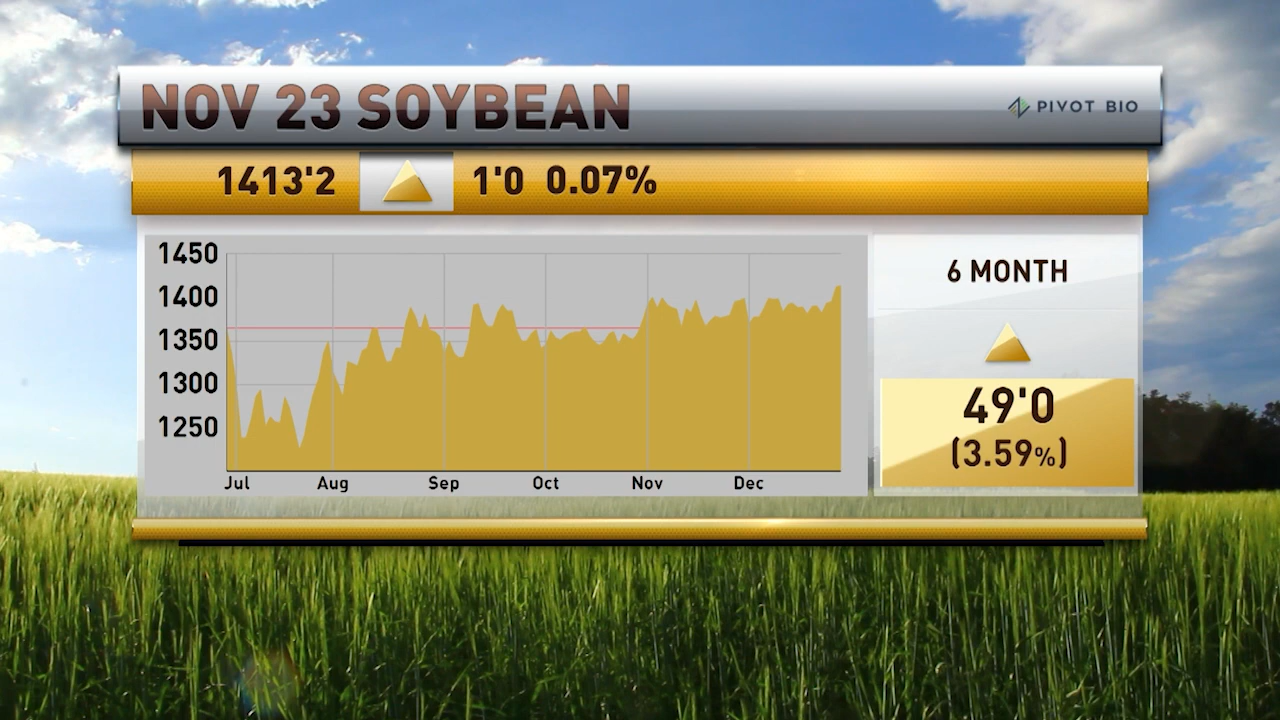 NOV 23 SOYBEAN
PIVOT BIO
1413'2 1'0 0.07%
1450
1400
1350
1300
1250
Jul Aug Sep Oct Nov Dec
6 MONTH
49'0
(3.59%)